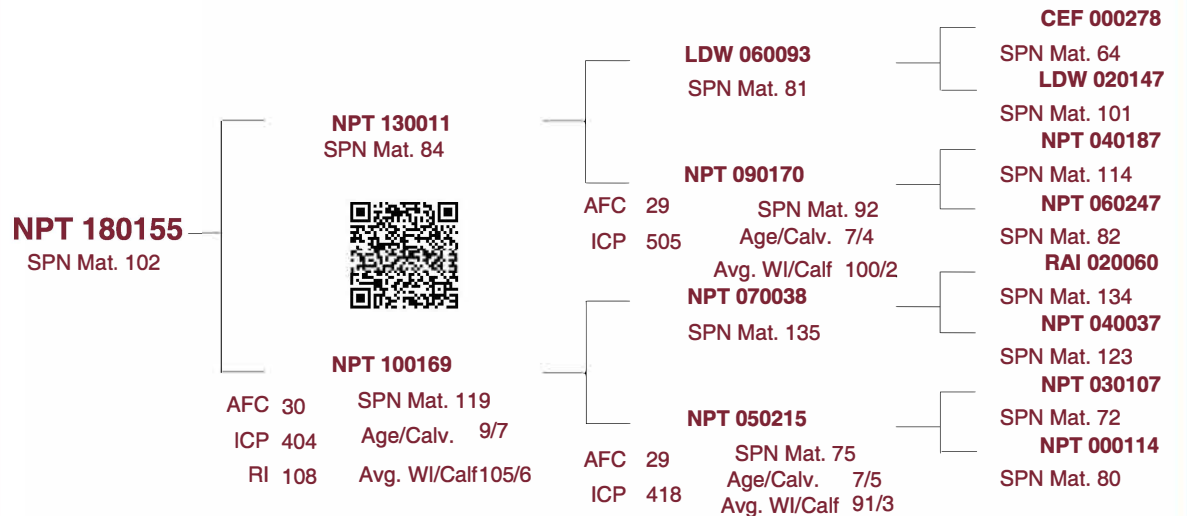 CEF 000278
LDW 060093
SPN Mat. 64
SPN Mat. 81
LDW 020147
SPN Mat. 101
NPT 130011
NPT 040187
SPN Mat. 84
SPN Mat. 114
NPT 090170
NPT 060247
AFC 29
SPN Mat. 92
NPT 180155
SPN Mat. 82
ICP 505
Age/Calv. 7/4
SPN Mat. 102
RAI 020060
Avg. WI/Calf 100/2
NPT 070038
SPN Mat. 134
NPT 040037
SPN Mat. 135
SPN Mat. 123
NPT 100169
NPT 030107
AFC 30
SPN Mat. 119
NPT 050215
SPN Mat. 72
ICP 404
Age/Calv. 9/7
NPT 000114
AFC 29
SPN Mat. 75
RI 108
Avg. WI/Calf105/6
SPN Mat. 80
Age/Calv. 7/5
ICP 418
Avg. WI/Calf 91/3